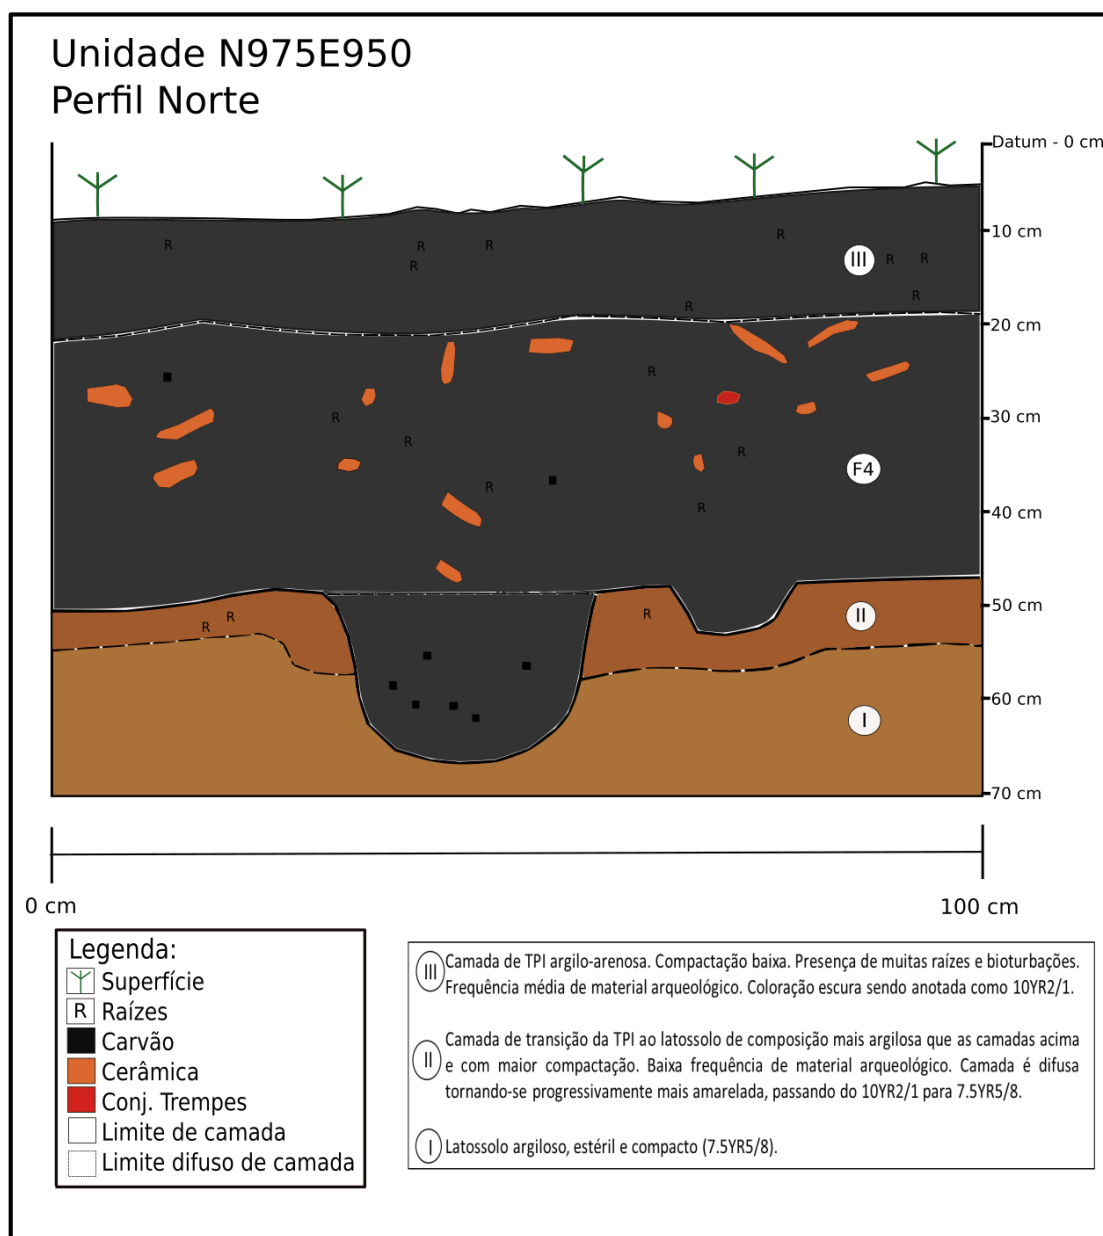 Unidade N975E950
Perfil Norte
Datum - 0 cm
R
R
R
R
R
R
R
R
R
10 cm
III
20 cm
R
R
R
R
R
R
30 cm
F4
40 cm
50 cm
R
R
R
II
60 cm
I
70 cm
0 cm
100 cm
Legenda:
Superfície
R Raízes
Carvão
Cerâmica
Conj. Trempes
Limite de camada
Limite difuso de camada
III Camada de TPI argilo-arenosa. Compactação baixa. Presença de muitas raízes e bioturbações.
Frequência média de material arqueológico. Coloração escura sendo anotada como 10YR2/1.
II Camada de transição da TPI ao latossolo de composição mais argilosa que as camadas acima
e com maior compactação. Baixa frequência de material arqueológico. Camada é difusa
tornando-se progressivamente mais amarelada, passando do 10YR2/1 para 7.5YR5/8.
I Latossolo argiloso, estéril e compacto (7.5YR5/8).